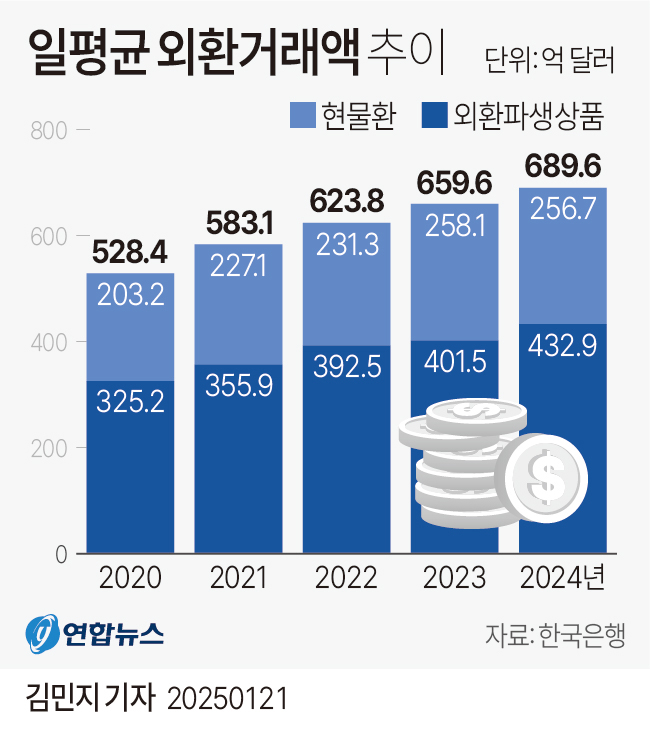 일평균 외환거래액 추이 단위:억 달러
현물환 외환파생상품
800
600
400
200
0
528.4 583.1 623.8 659.6 689.6
203.2 227.1 231.3 258.1 256.7
325.2 355.9 392.5 401.5 432.9
$
$
2020 2021 2022 2023 2024년
g 연합뉴스 자료:한국은행
김민지 기자 20250121